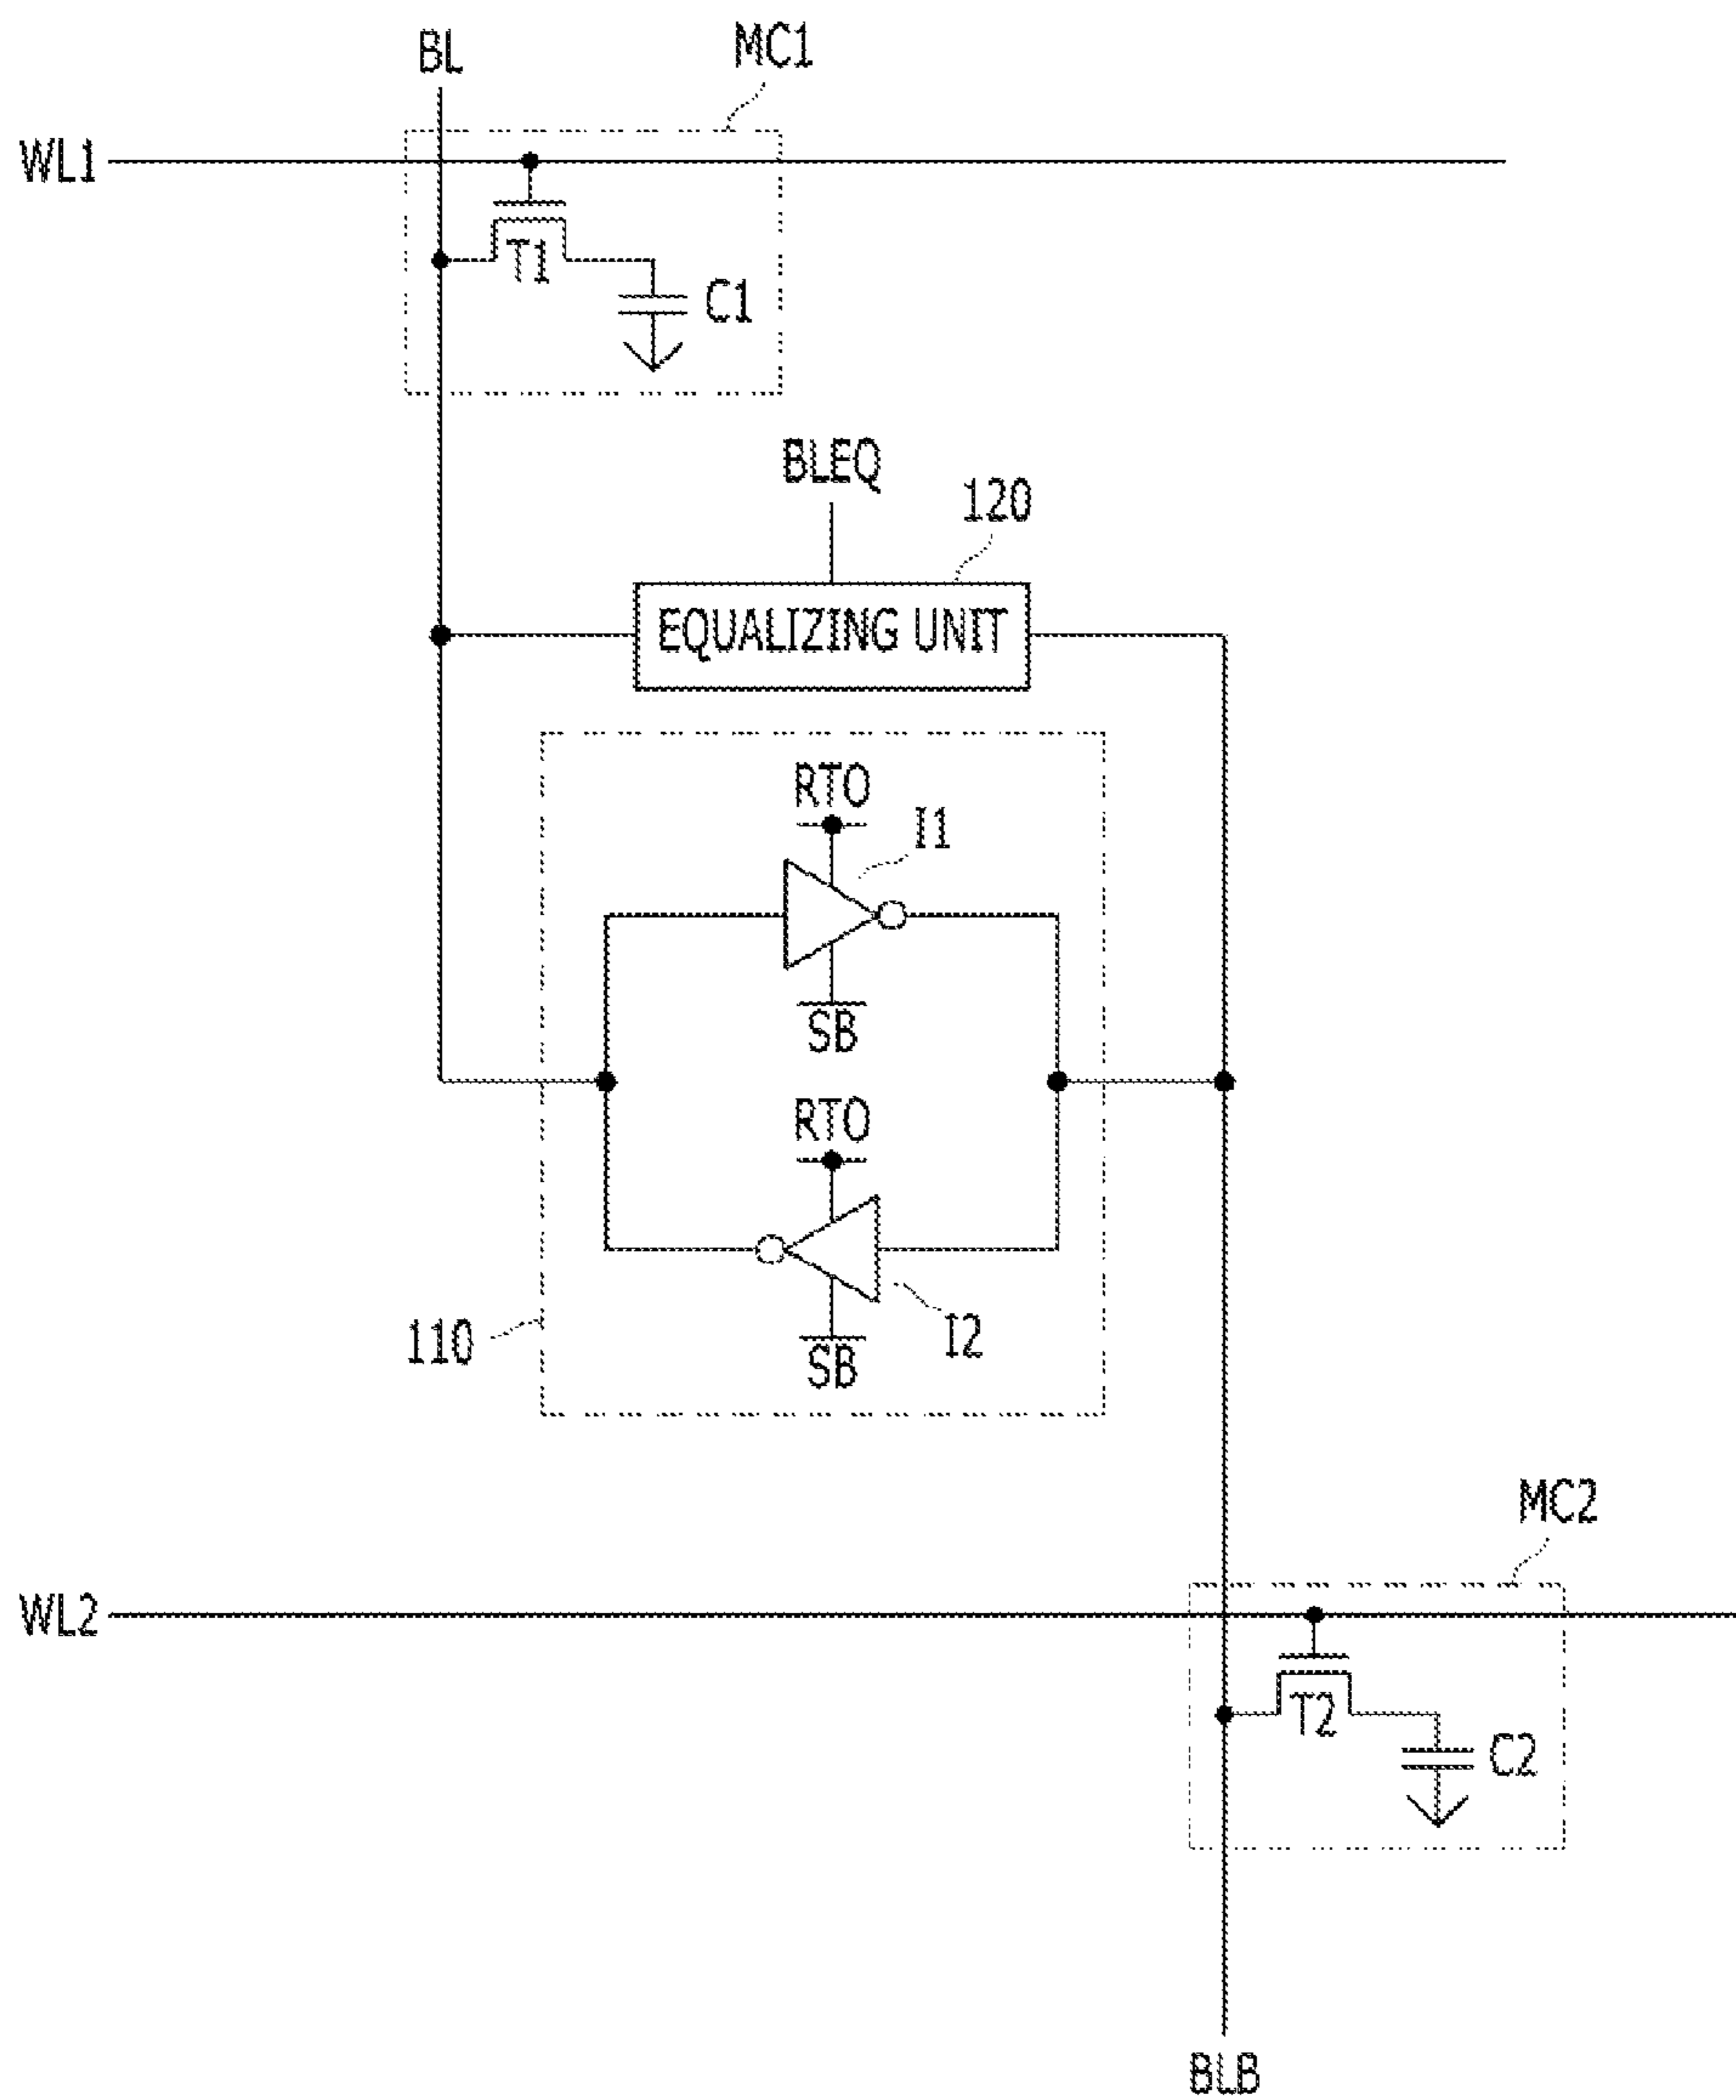 BL
MC1
WL1
T1
C1
BLEQ
120
EQUALIZING UNIT
RTO
I1
SB
RTO
I2
110
SB
MC2
WL2
T2
C2
BLB